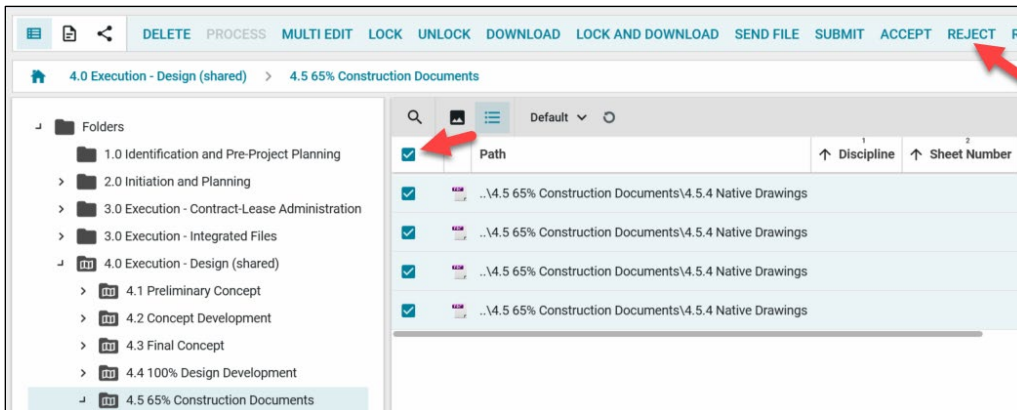 DELETE PROCESS MULTI EDIT LOCK UNLOCK DOWNLOAD LOCK AND DOWNLOAD SEND FILE SUBMIT ACCEPT REJECT
4.0 Execution - Design (shared) > 4.5 65% Construction Documents
Folders
1.0 Identification and Pre-Project Planning
2.0 Initiation and Planning
3.0 Execution - Contract-Lease Administration
3.0 Execution - Integrated Files
4.0 Execution - Design (shared)
4.1 Preliminary Concept
4.2 Concept Development
4.3 Final Concept
4.4 100% Design Development
4.5 65% Construction Documents
Default
Path 1 Discipline 2 Sheet Number
..\4.5 65% Construction Documents\4.5.4 Native Drawings
..\4.5 65% Construction Documents\4.5.4 Native Drawings
..\4.5 65% Construction Documents\4.5.4 Native Drawings
..\4.5 65% Construction Documents\4.5.4 Native Drawings